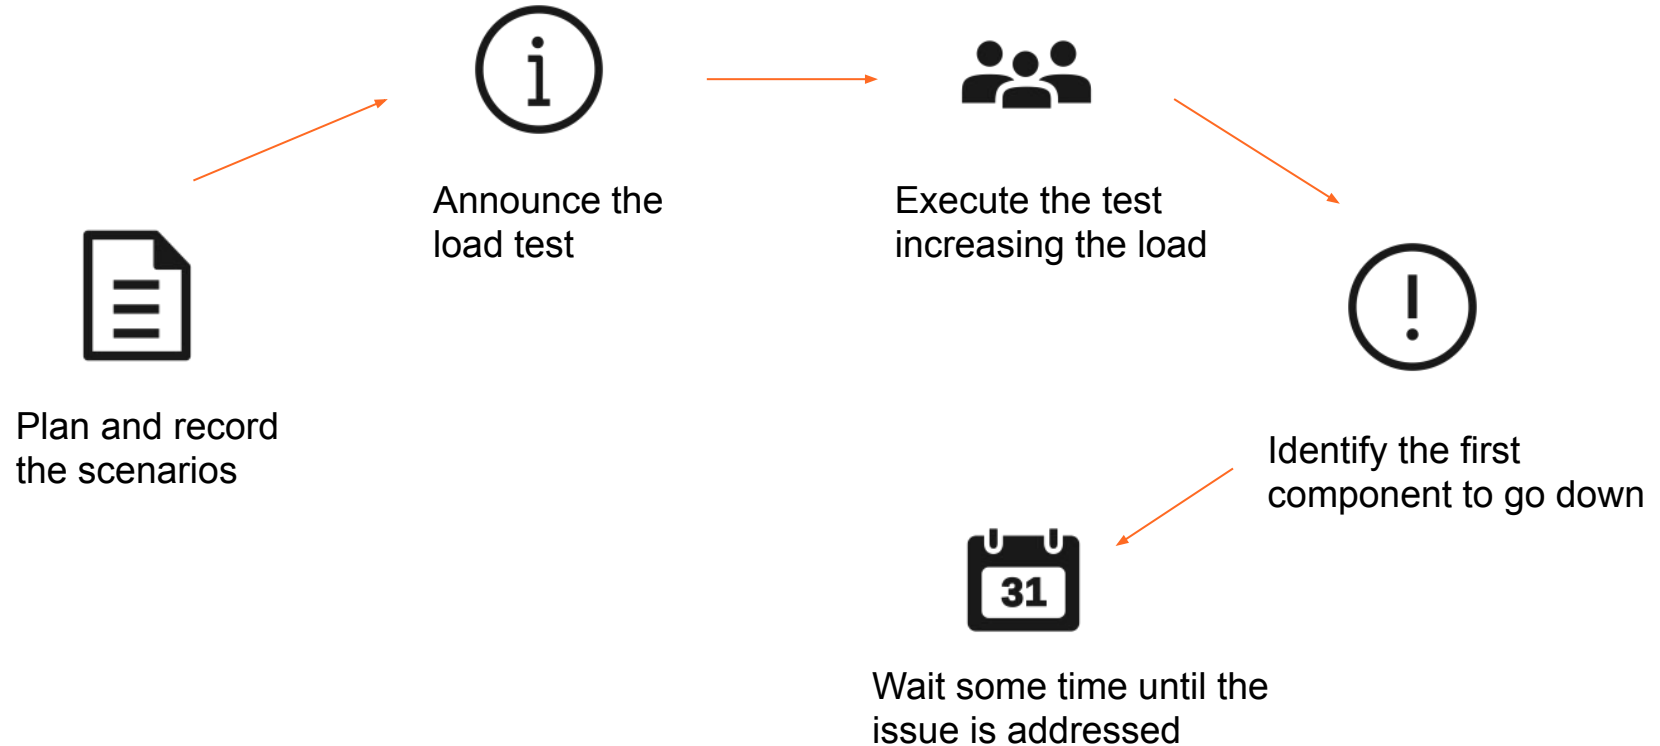 Plan and record
the scenarios
i
Announce the
load test
Execute the test
increasing the load
!
Identify the first
component to go down
31
Wait some time until the
issue is addressed